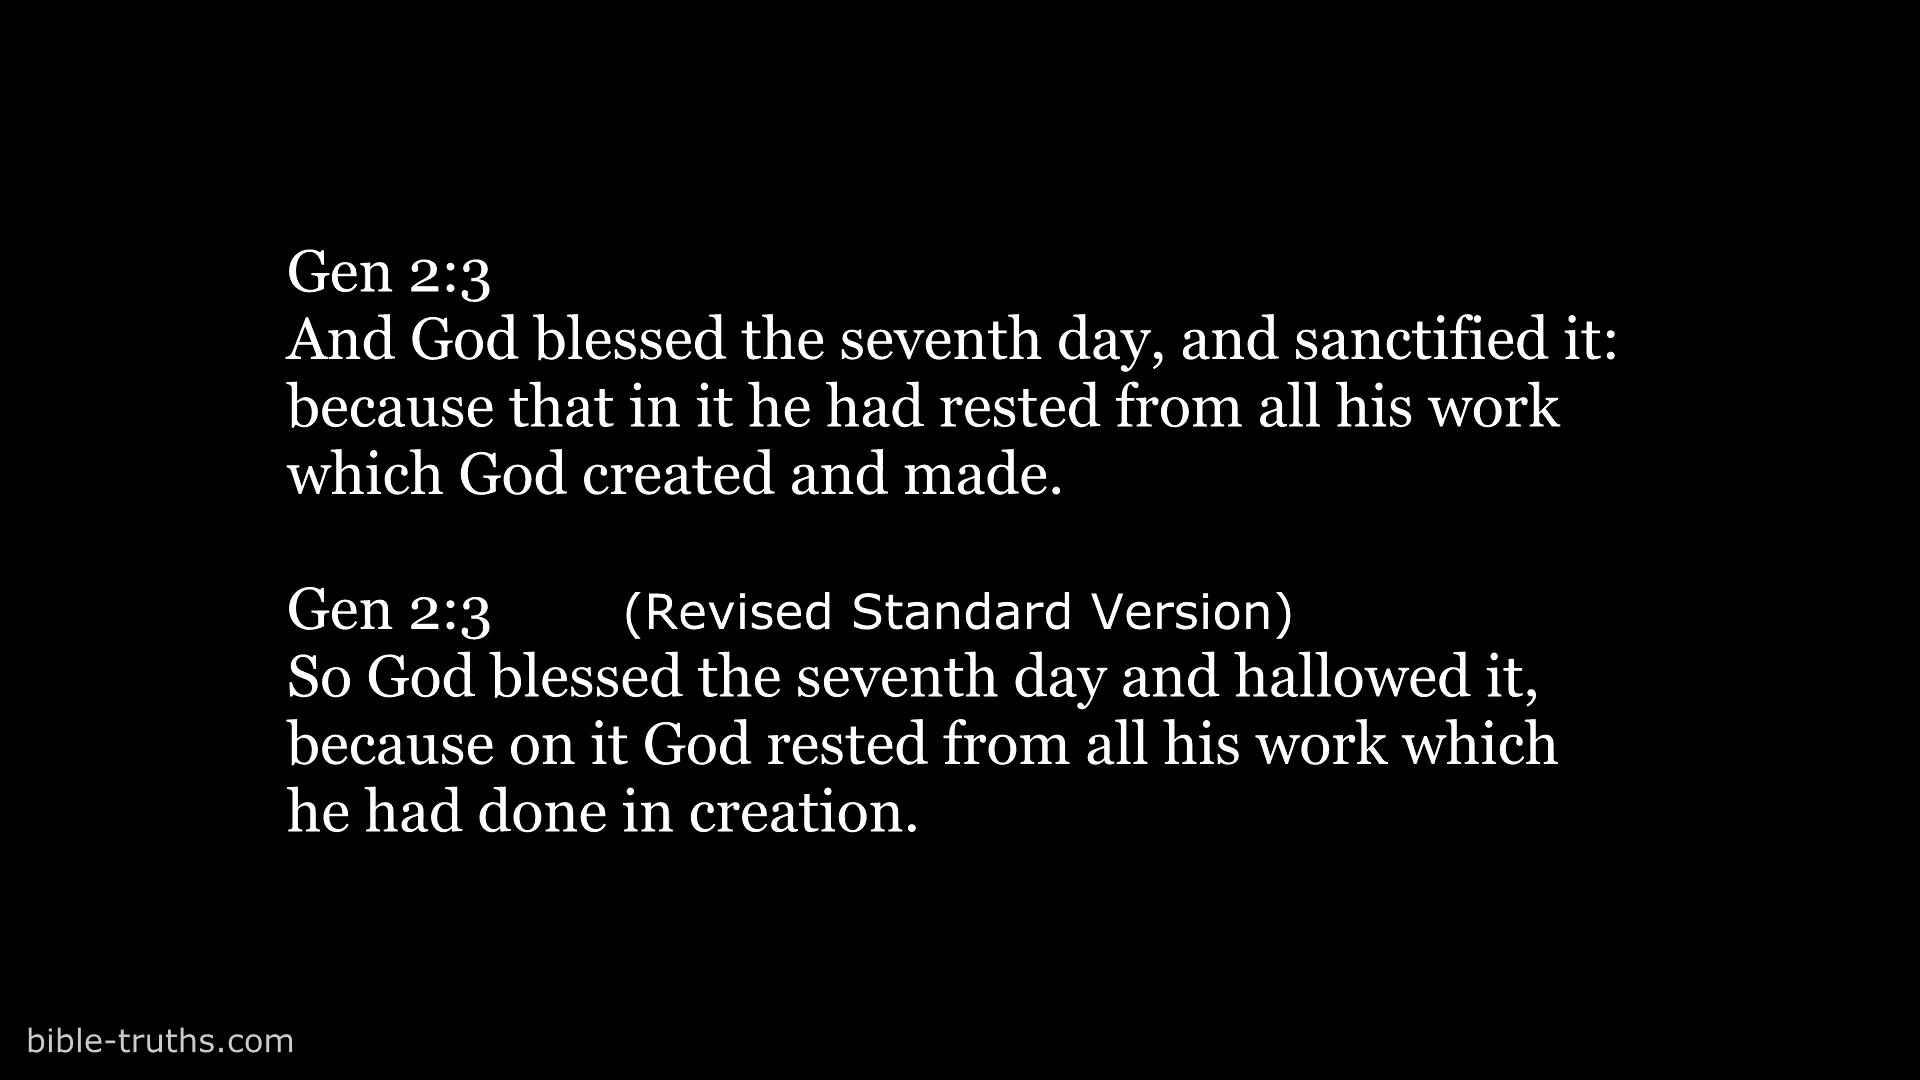 Gen 2:3
And God blessed the seventh day, and sanctified it:
because that in it he had rested from all his work
which God created and made.
Gen 2:3 (Revised Standard Version)
So God blessed the seventh day and hallowed it,
because on it God rested from all his work which
he had done in creation.
bible-truths.com